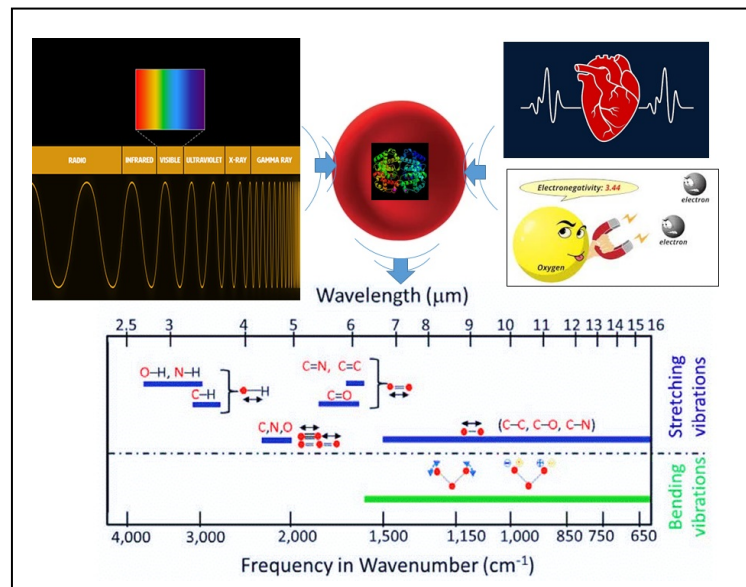 RADIO INFRARED VISIBLE ULTRAVIOLET X-RAY GAMMA RAY
Electronegativity: 3.44
electron
electron
Oxygen
Wavelength (μm)
2.5 3 4 5 6 7 8 9 10 11 12 13 14 15 16
O–H, N–H
C–H
O H
C=N, C=C
C=O
C,N,O
(C–C, C–O, C–N)
Stretching
vibrations
Bending
vibrations
4,000 3,000 2,000 1,500 1,150 1,000 850 750 650
Frequency in Wavenumber (cm⁻¹)